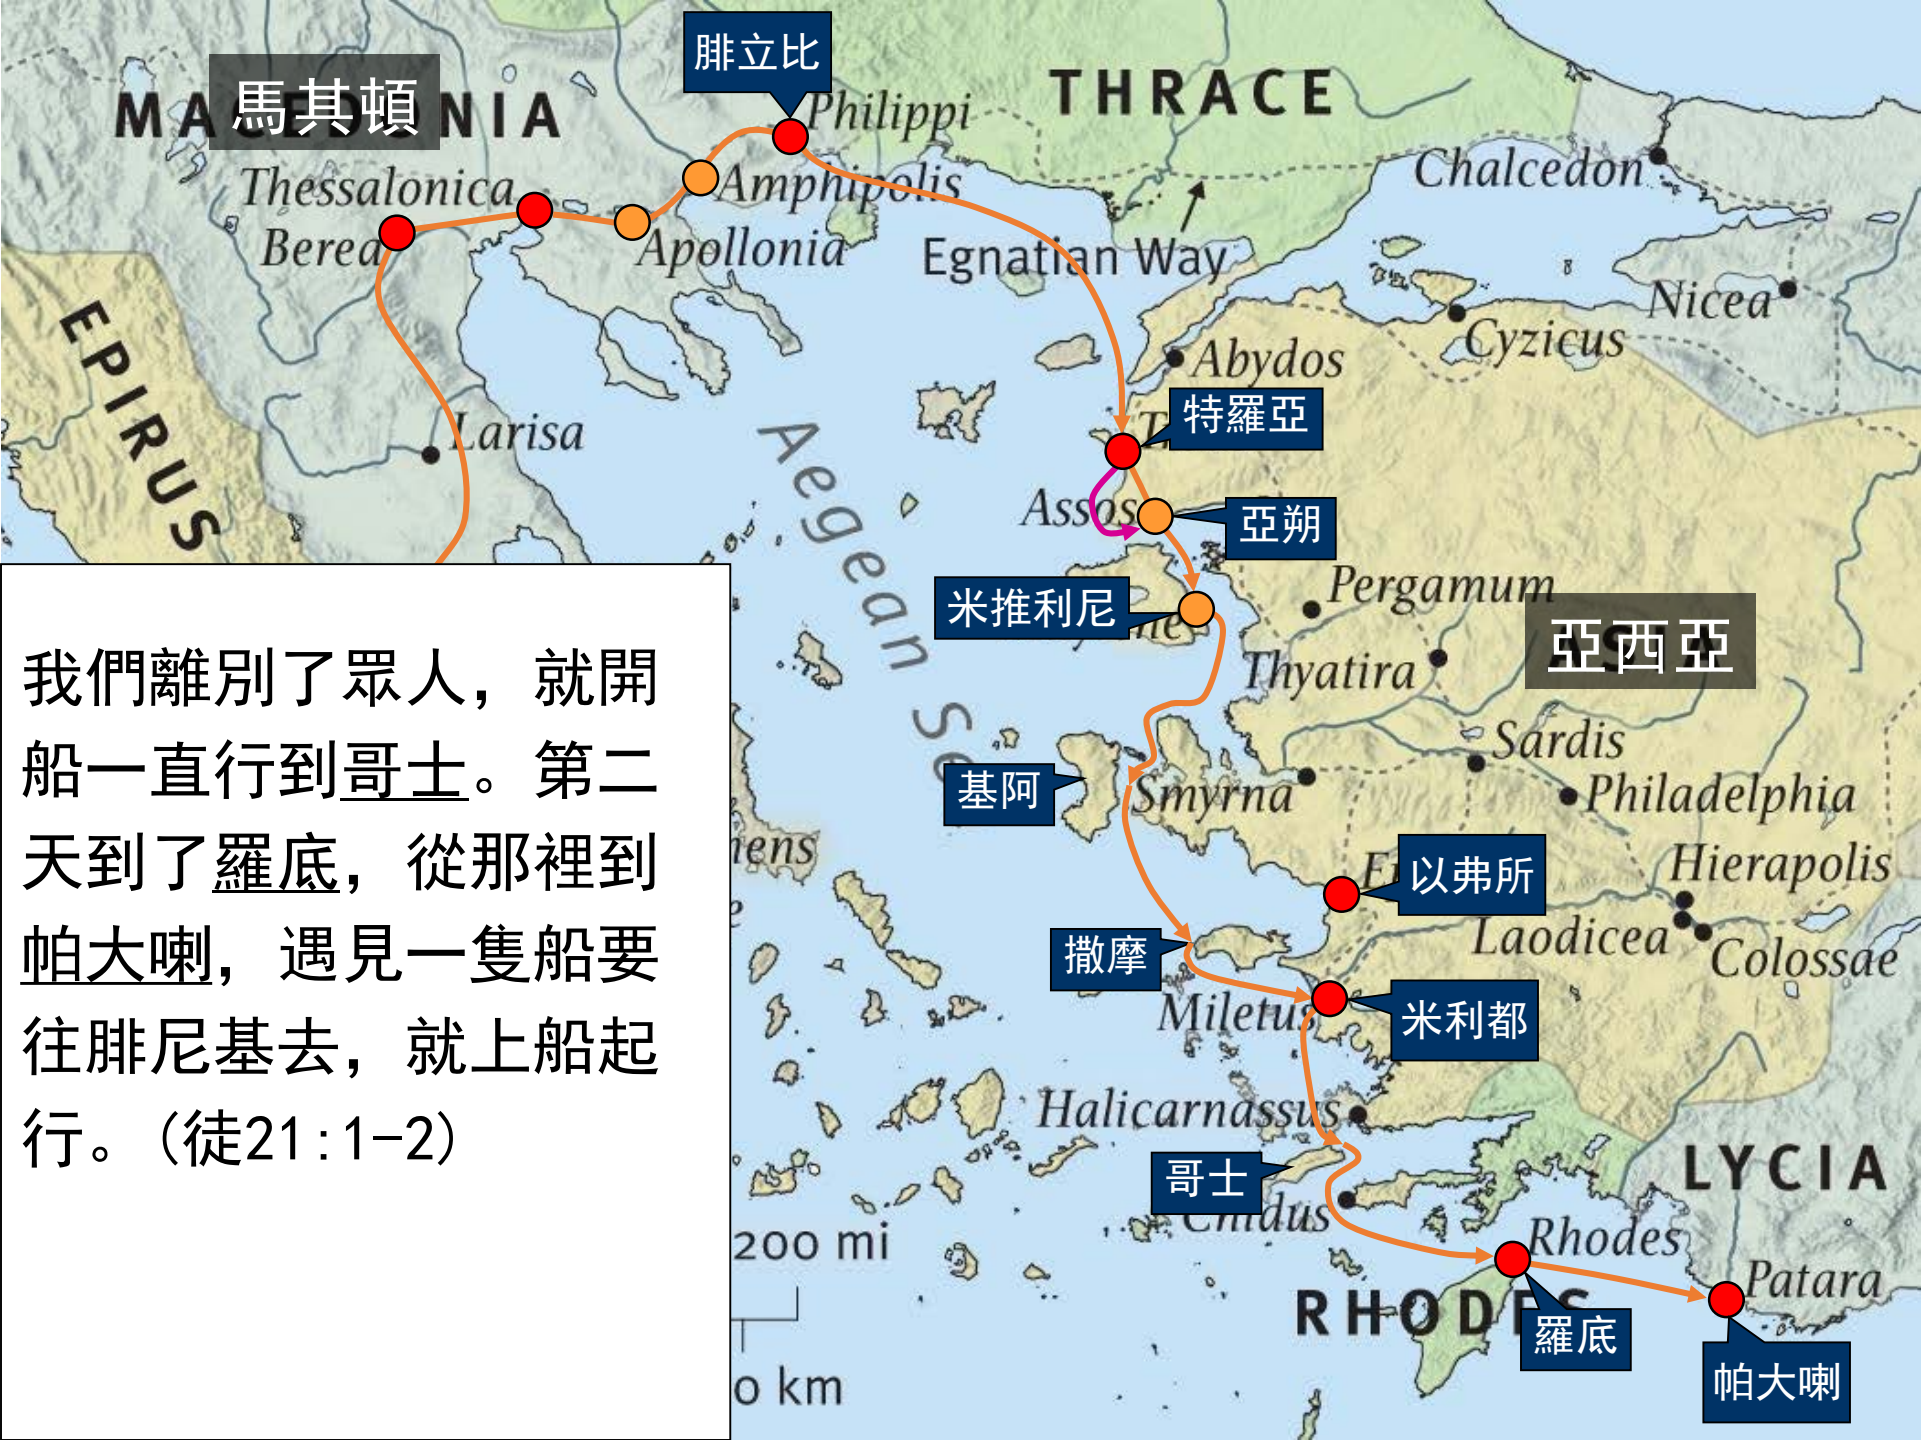 腓立比
馬其頓
THRACE
Philippi
Chalcedon
Thessalonica
Amphipolis
Berea
Apollonia
Egnatian Way
Nicea
EPIRUS
Cyzicus
Abydos
特羅亞
Larisa
Aegean
Assos
亞朔
Pergamum
米推利尼
亞西亞
Thyatira
Sardis
基阿
Smyrna
Philadelphia
以弗所
Hierapolis
Laodicea
撒摩
Colossae
Miletus
米利都
Halicarnassus
LYCIA
哥士
Cnidus
200 mi
Rhodes
Patara
RHODES
羅底
帕大喇
0 km
我們離別了眾人，就開
船一直行到哥士。第二
天到了羅底，從那裡到
帕大喇，遇見一隻船要
往腓尼基去，就上船起
行。(徒21:1-2)